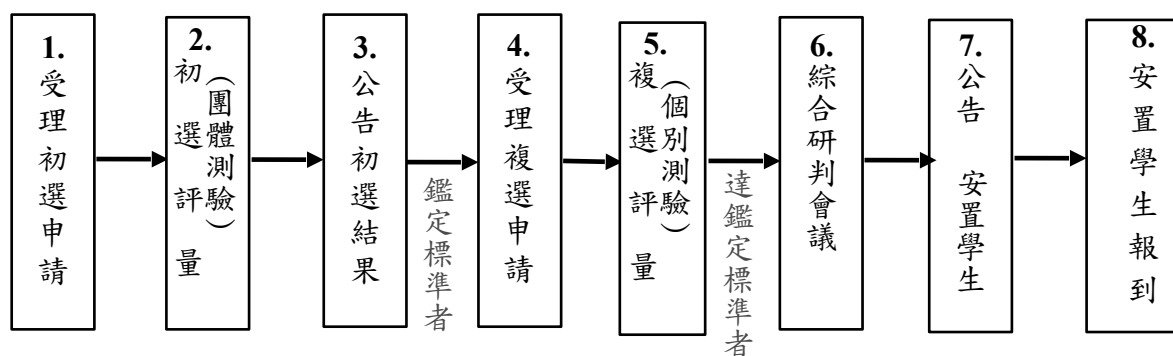 1.
受理初選申請
2.
初選評量
（團體測驗）
3.
公告初選結果
鑑定標準者
4.
受理複選申請
5.
複選評量
（個別測驗）
達鑑定標準者
6.
綜合研判會議
7.
公告 安置學生
8.
安置學生報到